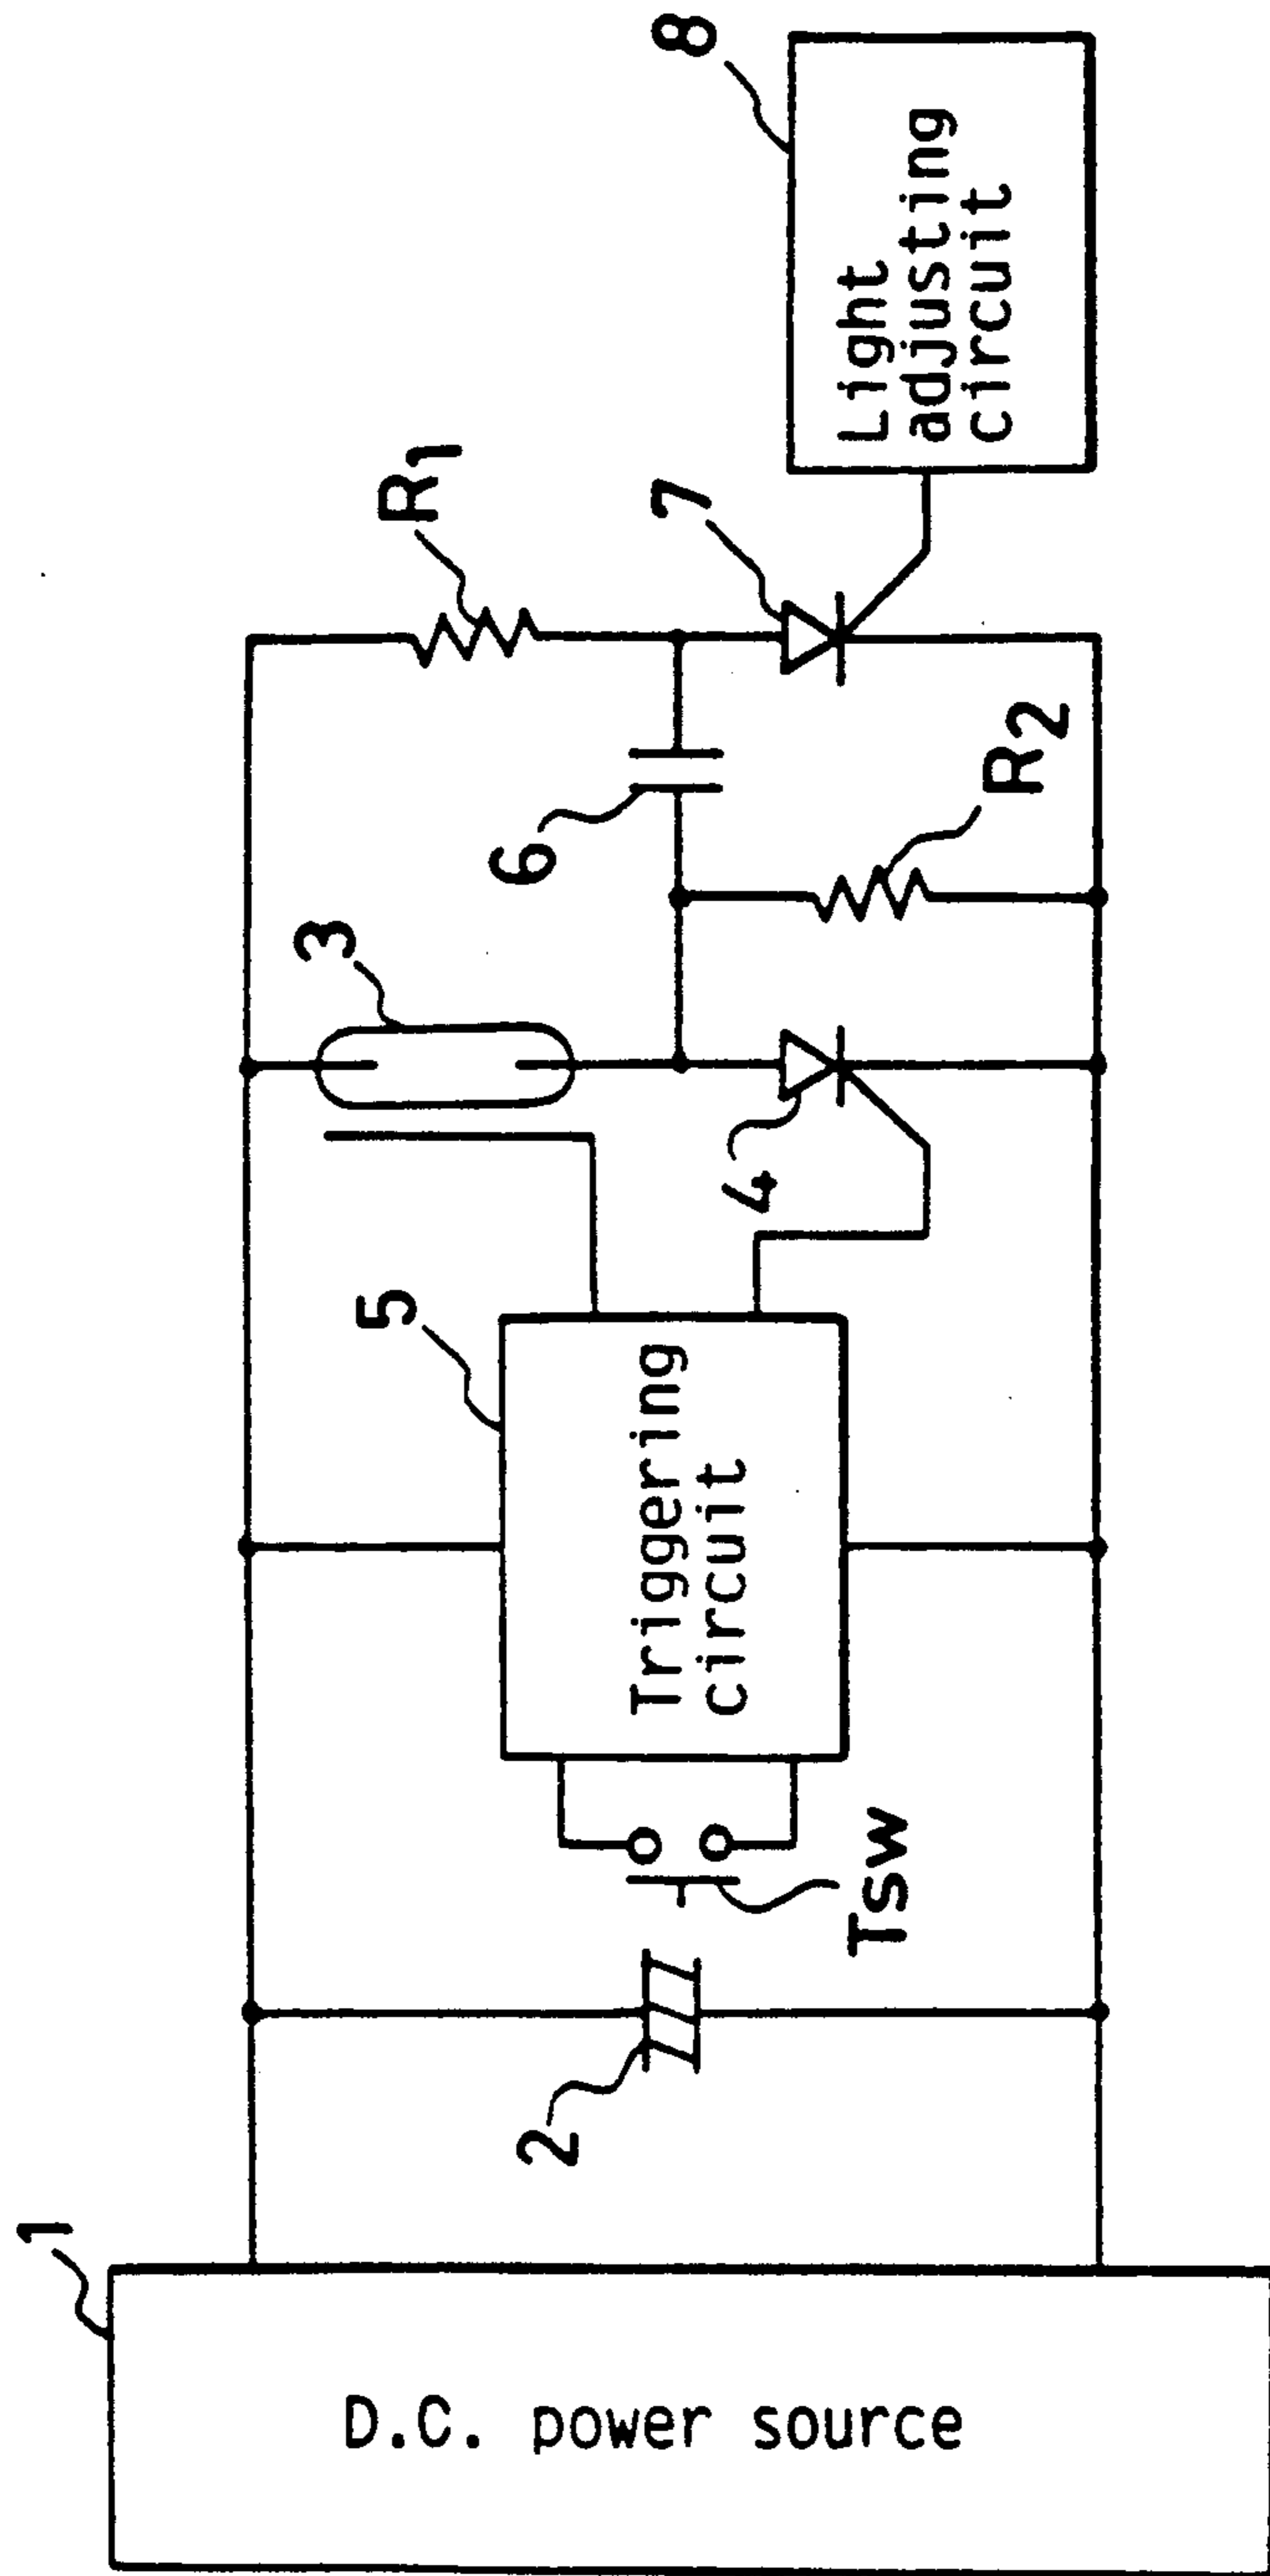 1
D.C. power source
2
Tsw
5
Triggering
circuit
3
4
6
R1
R2
7
8
Light
adjusting
circuit